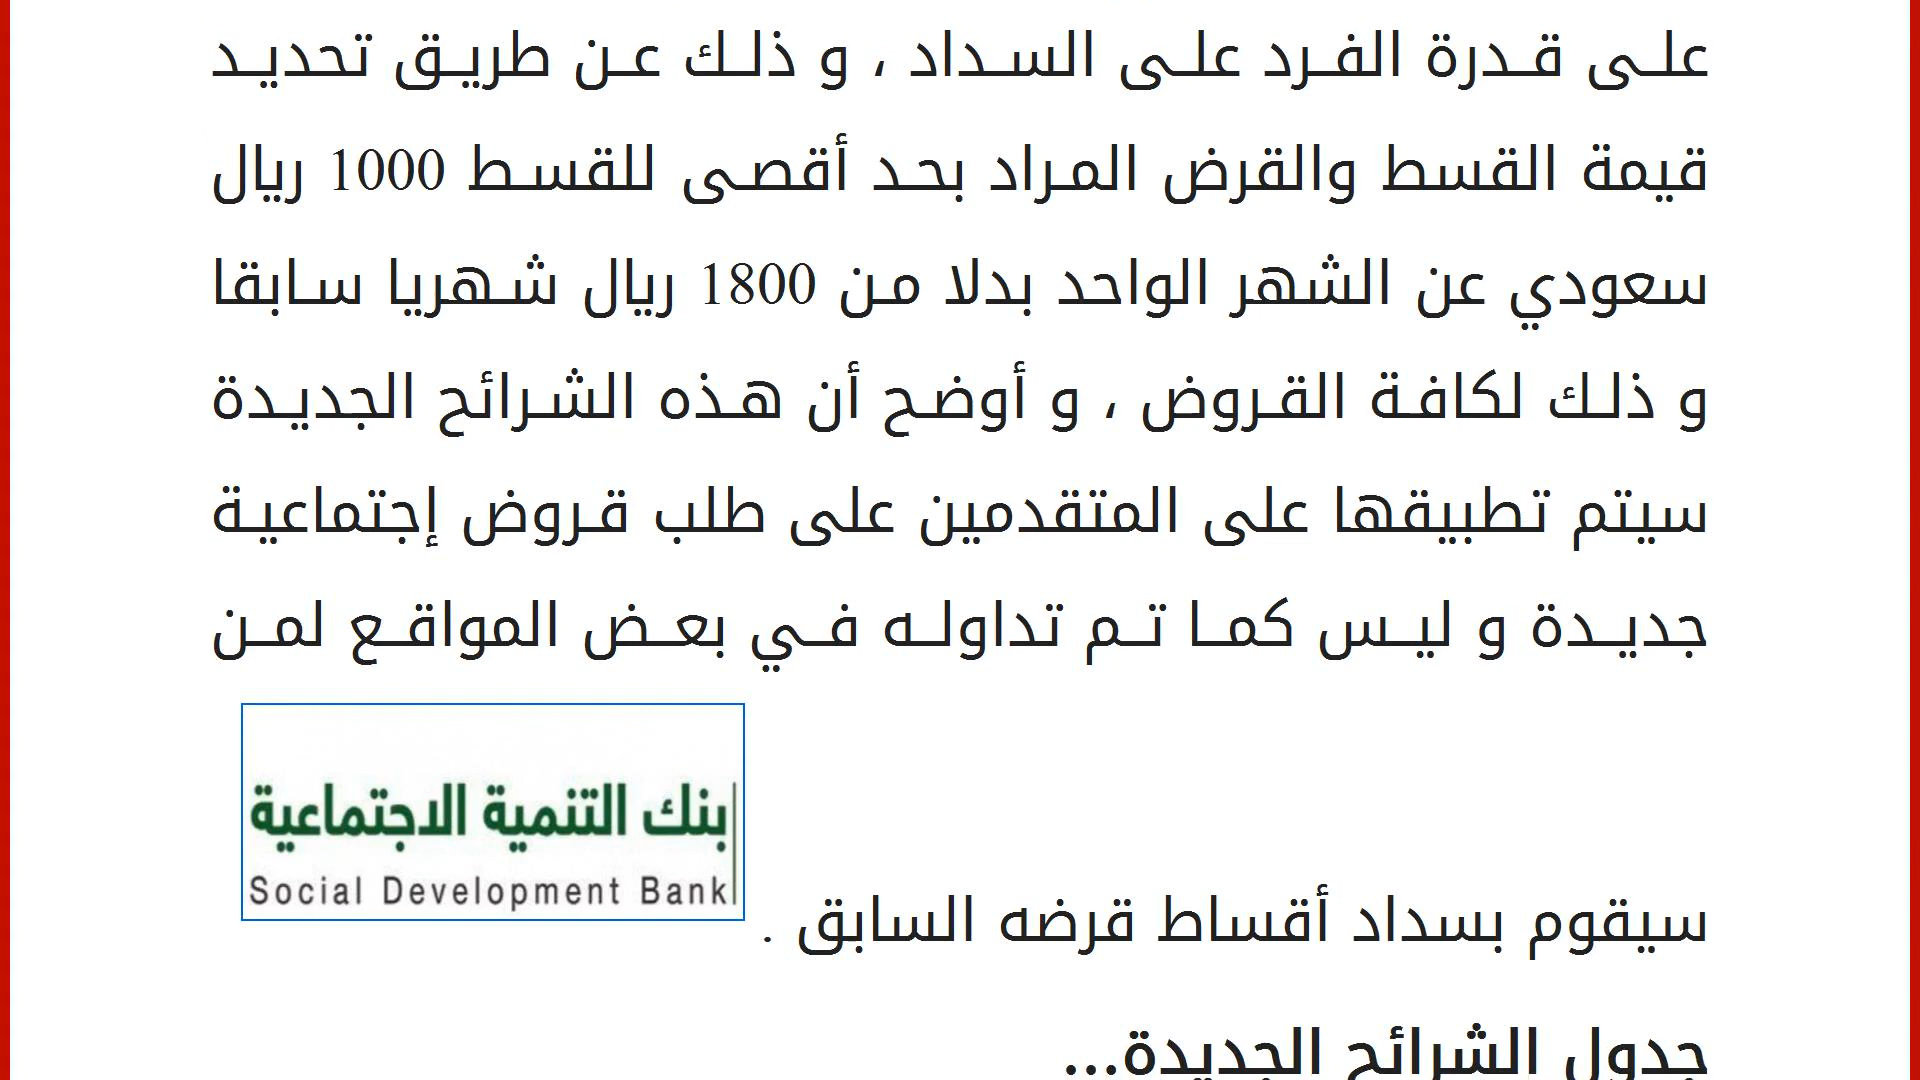 على قدرة الفرد على السداد ، و ذلك عن طريق تحديد
قيمة القسط والقرض المراد بحد أقصى للقسط 1000 ريال
سعودي عن الشهر الواحد بدلا من 1800 ريال شهريا سابقا
و ذلك لكافة القروض ، و أوضح أن هذه الشرائح الجديدة
سيتم تطبيقها على المتقدمين على طلب قروض إجتماعية
جديدة و ليس كما تم تداوله في بعض المواقع لمن
سيقوم بسداد أقساط قرضه السابق .
بنك التنمية الاجتماعية
Social Development Bank
جدول الشرائح الجديدة...